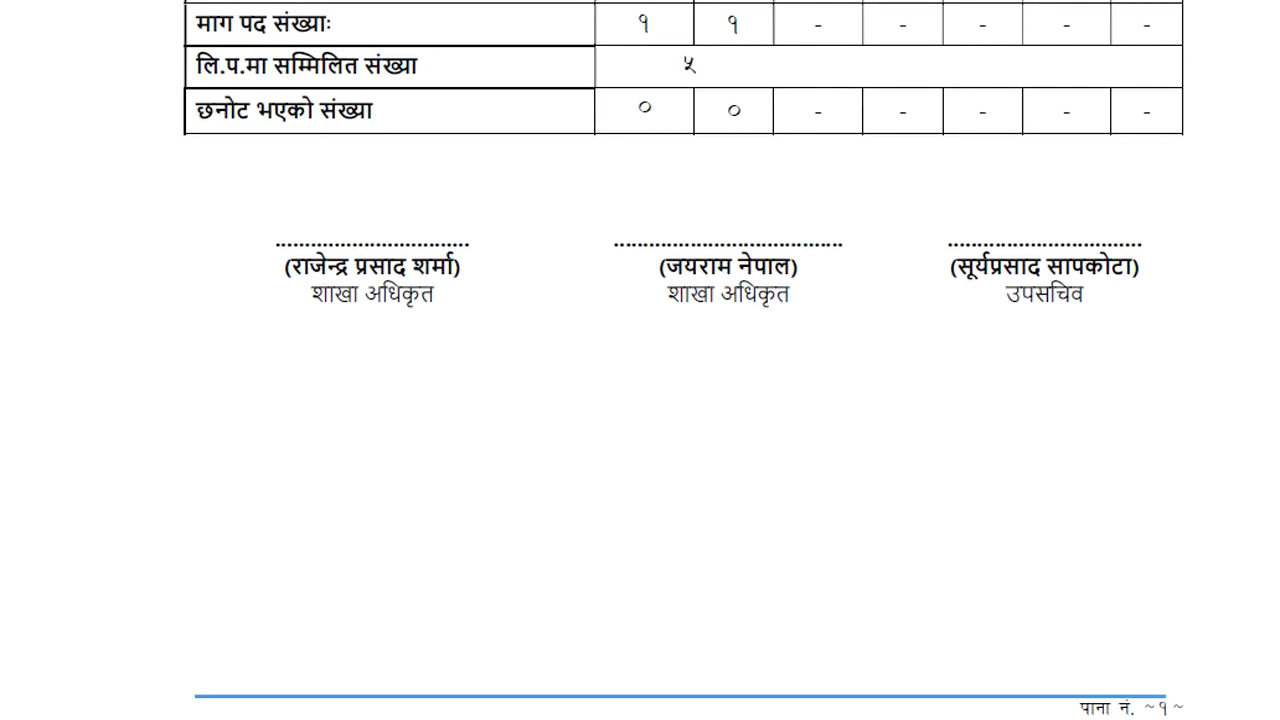 माग पद संख्याः १ १ - - - - -
लि.प.मा सम्मिलित संख्या ५
छनोट भएको संख्या ० ० - - - - -
................................. ....................................... .................................
(राजेन्द्र प्रसाद शर्मा) (जयराम नेपाल) (सूर्यप्रसाद सापकोटा)
शाखा अधिकृत शाखा अधिकृत उपसचिव
पाना नं. ~१~